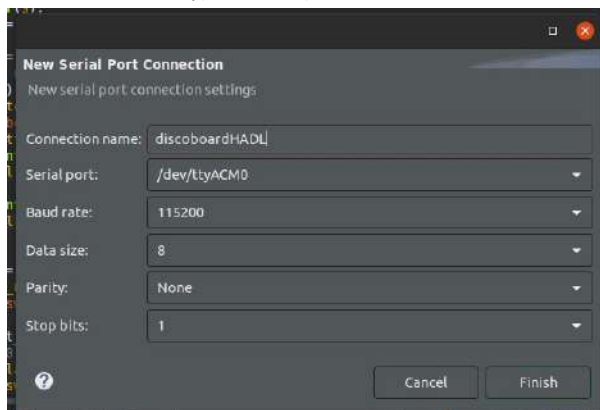 New Serial Port Connection
New serial port connection settings
Connection name: discoboardHADL
Serial port: /dev/ttyACM0
Baud rate: 115200
Data size: 8
Parity: None
Stop bits: 1
Cancel Finish